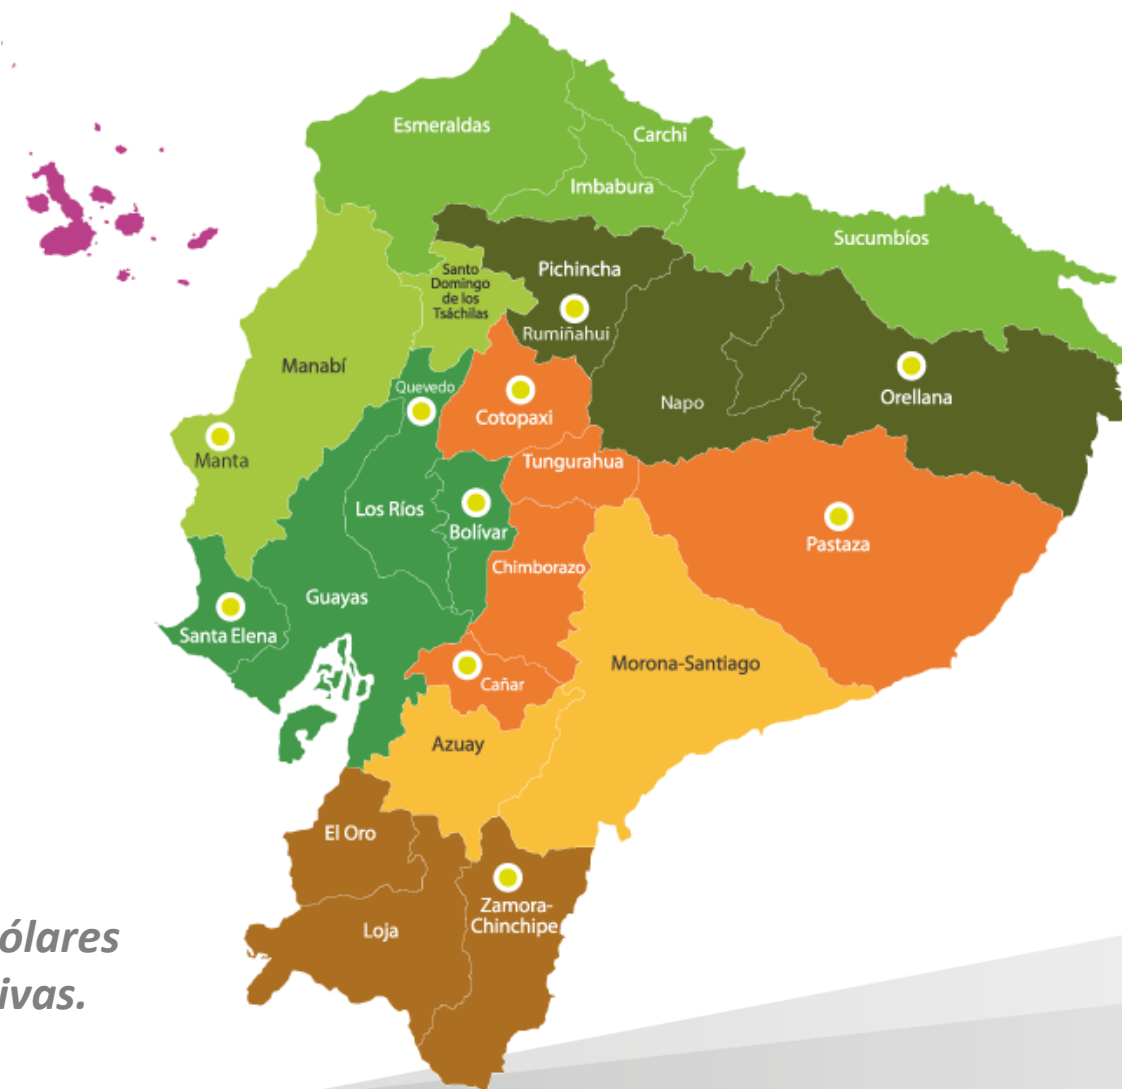 Esmeraldas
Carchi
Imbabura
Sucumbíos
Santo
Domingo
de los
Tsáchilas
Pichincha
Rumiñahui
Manabí
Quevedo
Cotopaxi
Napo
Orellana
Manta
Tungurahua
Los Ríos
Bolívar
Pastaza
Chimborazo
Guayas
Santa Elena
Morona-Santiago
Cañar
Azuay
El Oro
Zamora-
Chinchipe
Loja
ólares
ivas.